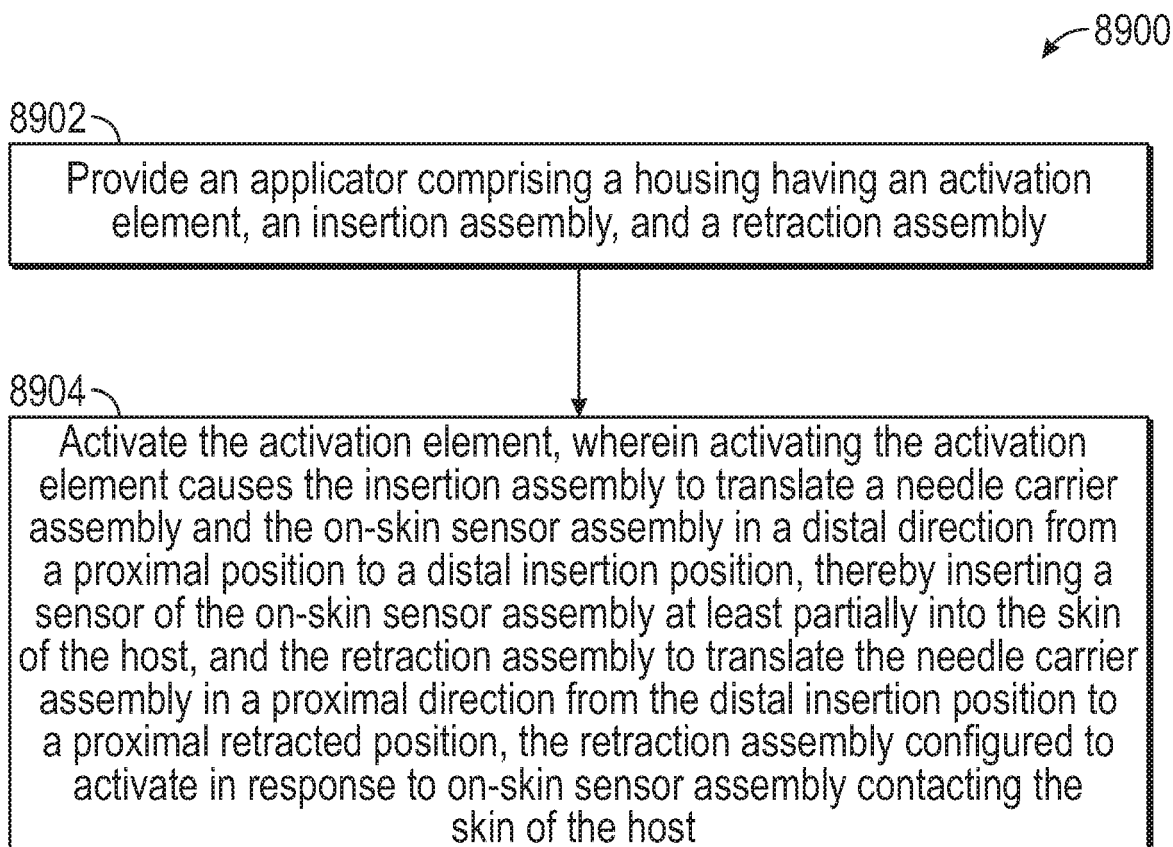 8900
8902
Provide an applicator comprising a housing having an activation
element, an insertion assembly, and a retraction assembly
8904
Activate the activation element, wherein activating the activation
element causes the insertion assembly to translate a needle carrier
assembly and the on-skin sensor assembly in a distal direction from
a proximal position to a distal insertion position, thereby inserting a
sensor of the on-skin sensor assembly at least partially into the skin
of the host, and the retraction assembly to translate the needle carrier
assembly in a proximal direction from the distal insertion position to
a proximal retracted position, the retraction assembly configured to
activate in response to on-skin sensor assembly contacting the
skin of the host